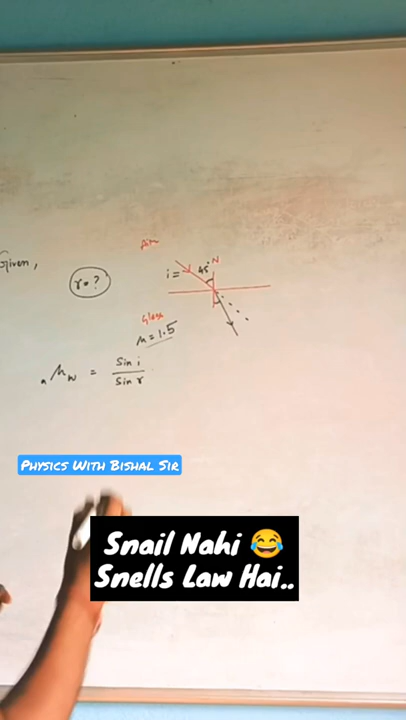 Given,
Air
r = ?
i =
45°
N
Glass
μ = 1.5
aμw = Sin i / Sin r
Physics With Bishal Sir
Snail Nahi 😂
Snells Law Hai..